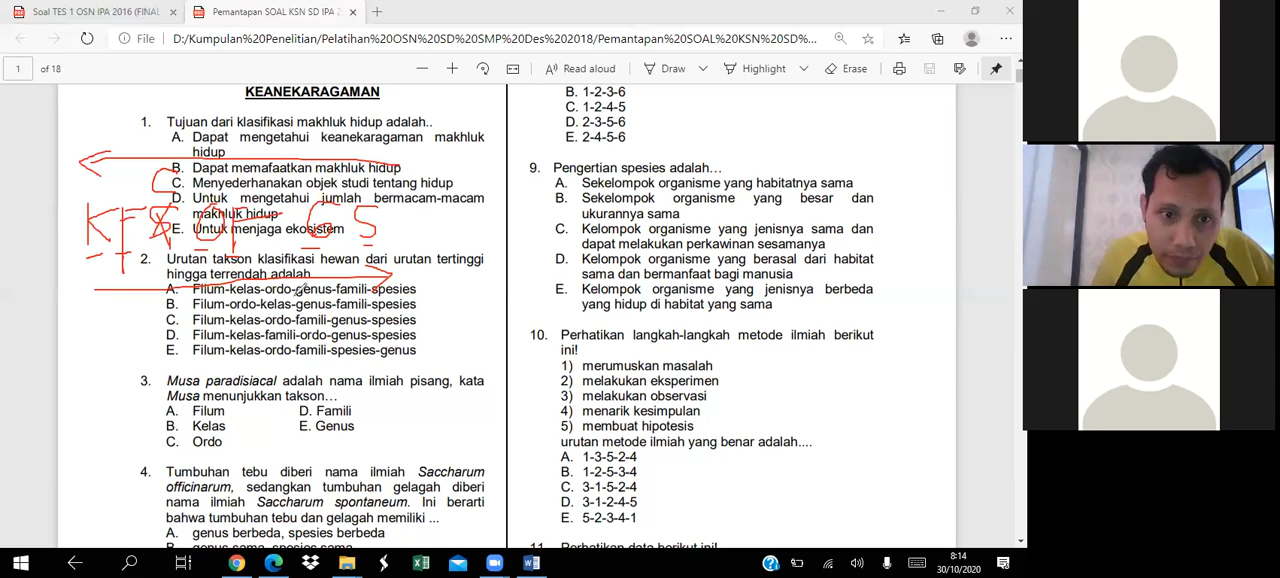 Soal TES 1 OSN IPA 2016 (FINAL
Pemantapan SOAL KSN SD IPA 2
File
D:/Kumpulan%20Penelitian/Pelatihan%20OSN%20SD%20SMP%20Des%202018/Pemantapan%20SOAL%20KSN%20SD%...
1 of 18
Read aloud
Draw
Highlight
Erase
KEANEKARAGAMAN
1. Tujuan dari klasifikasi makhluk hidup adalah..
A. Dapat mengetahui keanekaragaman makhluk
hidup
B. Dapat memafaatkan makhluk hidup
C. Menyederhanakan objek studi tentang hidup
D. Untuk mengetahui jumlah bermacam-macam
makhluk hidup
E. Untuk menjaga ekosistem
2. Urutan takson klasifikasi hewan dari urutan tertinggi
hingga terrendah adalah
A. Filum-kelas-ordo-genus-famili-spesies
B. Filum-ordo-kelas-genus-famili-spesies
C. Filum-kelas-ordo-famili-genus-spesies
D. Filum-kelas-famili-ordo-genus-spesies
E. Filum-kelas-ordo-famili-spesies-genus
3. Musa paradisiacal adalah nama ilmiah pisang, kata
Musa menunjukkan takson…
A. Filum D. Famili
B. Kelas E. Genus
C. Ordo
4. Tumbuhan tebu diberi nama ilmiah Saccharum
officinarum, sedangkan tumbuhan gelagah diberi
nama ilmiah Saccharum spontaneum. Ini berarti
bahwa tumbuhan tebu dan gelagah memiliki ...
A. genus berbeda, spesies berbeda
B. genus sama, spesies sama
B. 1-2-3-6
C. 1-2-4-5
D. 2-3-5-6
E. 2-4-5-6
9. Pengertian spesies adalah…
A. Sekelompok organisme yang habitatnya sama
B. Sekelompok organisme yang besar dan
ukurannya sama
C. Kelompok organisme yang jenisnya sama dan
dapat melakukan perkawinan sesamanya
D. Kelompok organisme yang berasal dari habitat
sama dan bermanfaat bagi manusia
E. Kelompok organisme yang jenisnya berbeda
yang hidup di habitat yang sama
10. Perhatikan langkah-langkah metode ilmiah berikut
ini!
1) merumuskan masalah
2) melakukan eksperimen
3) melakukan observasi
4) menarik kesimpulan
5) membuat hipotesis
urutan metode ilmiah yang benar adalah....
A. 1-3-5-2-4
B. 1-2-5-3-4
C. 3-1-5-2-4
D. 3-1-2-4-5
E. 5-2-3-4-1
11. Perhatikan data berikut ini!
C
K F O F G S
8:14
30/10/2020